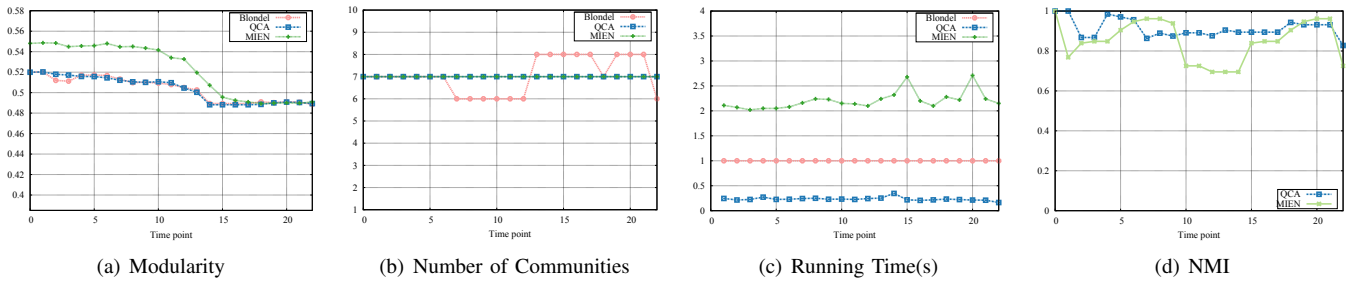 0.58
0.56
0.54
0.52
0.5
0.48
0.46
0.44
0.42
0.4
0
5
10
15
20
Blondel
QCA
MIEN
Time point
(a) Modularity
10
9
8
7
6
5
4
3
2
1
0
5
10
15
20
Blondel
QCA
MIEN
Time point
(b) Number of Communities
4
3.5
3
2.5
2
1.5
1
0.5
0
0
5
10
15
20
Blondel
QCA
MIEN
Time point
(c) Running Time(s)
1
0.8
0.6
0.4
0.2
0
0
5
10
15
20
QCA
MIEN
Time point
(d) NMI